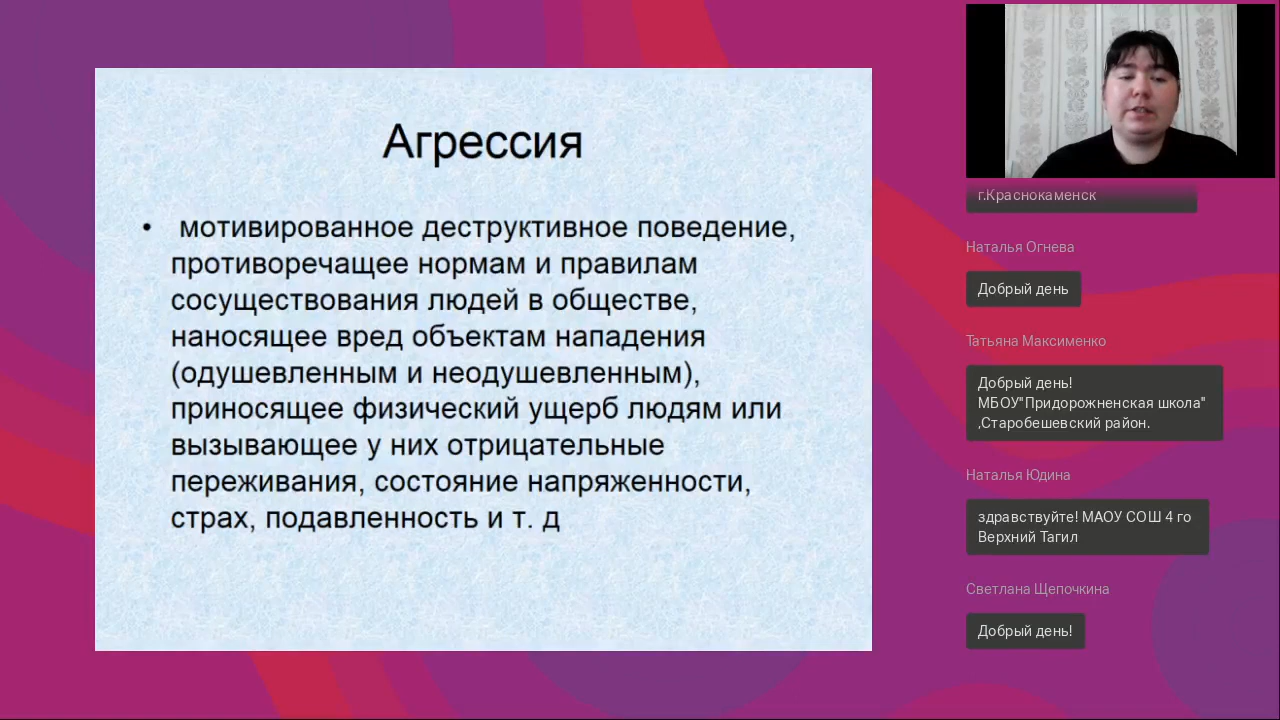 Агрессия
• мотивированное деструктивное поведение,
противоречащее нормам и правилам
сосуществования людей в обществе,
наносящее вред объектам нападения
(одушевленным и неодушевленным),
приносящее физический ущерб людям или
вызывающее у них отрицательные
переживания, состояние напряженности,
страх, подавленность и т. д
г.Краснокаменск
Наталья Огнева
Добрый день
Татьяна Максименко
Добрый день!
МБОУ"Придорожненская школа"
,Старобешевский район.
Наталья Юдина
здравствуйте! МАОУ СОШ 4 го
Верхний Тагил
Светлана Щепочкина
Добрый день!